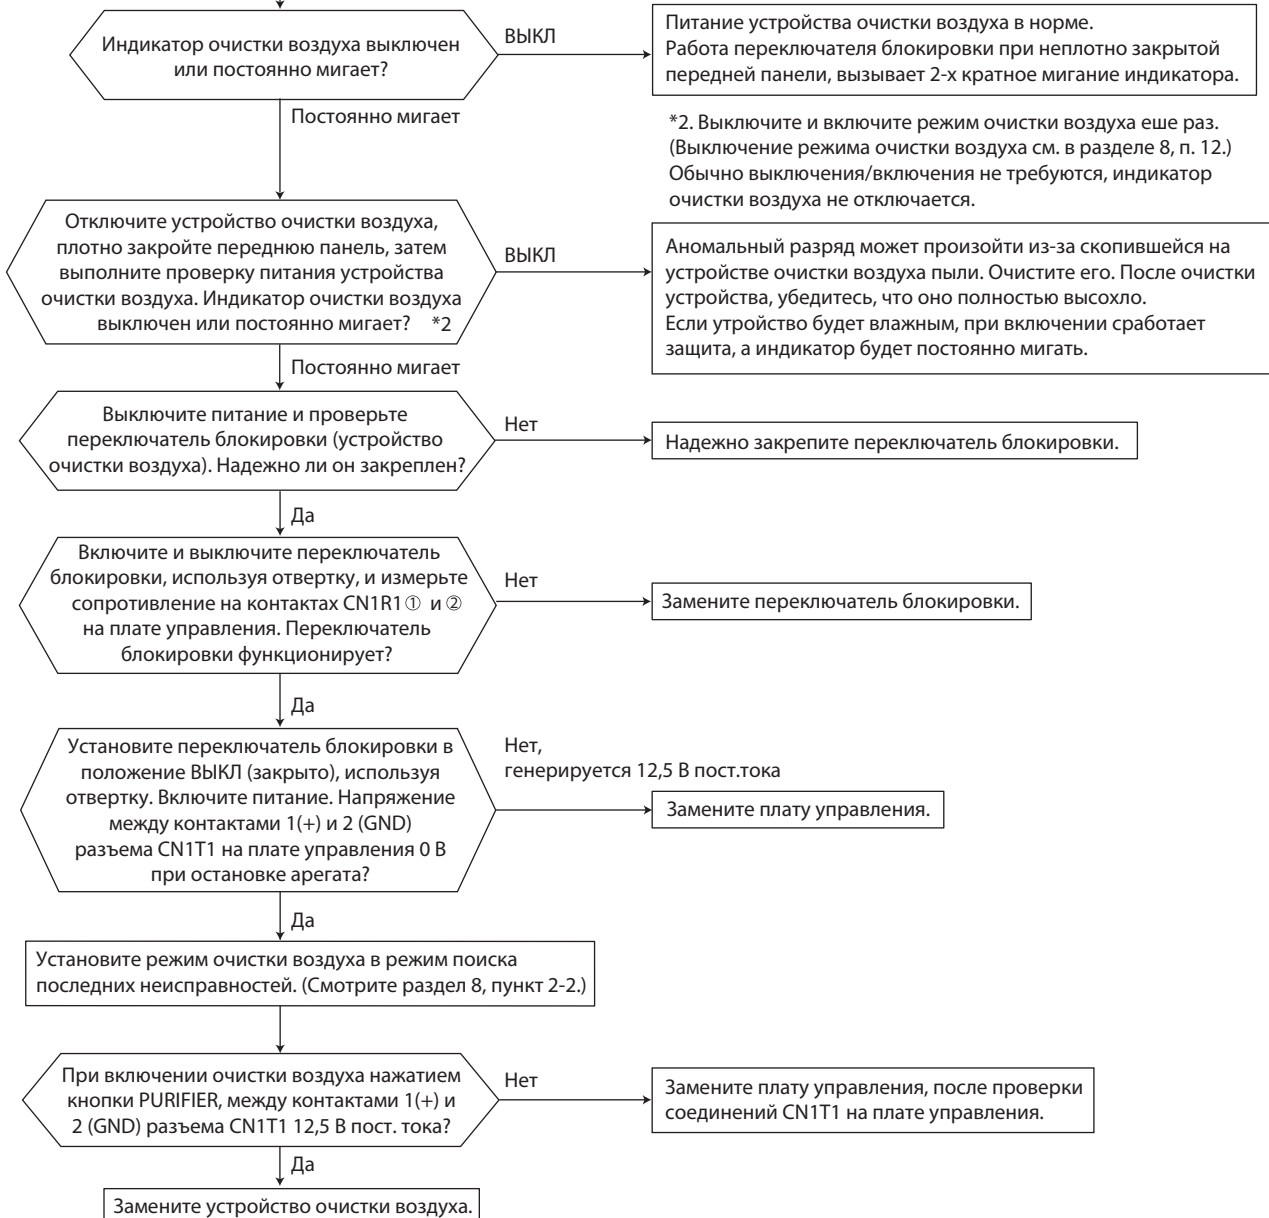 Индикатор очистки воздуха выключен
или постоянно мигает?
ВЫКЛ
Питание устройства очистки воздуха в норме.
Работа переключателя блокировки при неплотно закрытой
передней панели, вызывает 2-х кратное мигание индикатора.
Постоянно мигает
*2. Выключите и включите режим очистки воздуха еше раз.
(Выключение режима очистки воздуха см. в разделе 8, п. 12.)
Обычно выключения/включения не требуются, индикатор
очистки воздуха не отключается.
Отключите устройство очистки воздуха,
плотно закройте переднюю панель, затем
выполните проверку питания устройства
очистки воздуха. Индикатор очистки воздуха
выключен или постоянно мигает? *2
ВЫКЛ
Аномальный разряд может произойти из-за скопившейся на
устройстве очистки воздуха пыли. Очистите его. После очистки
устройства, убедитесь, что оно полностью высохло.
Если утройство будет влажным, при включении сработает
защита, а индикатор будет постоянно мигать.
Постоянно мигает
Выключите питание и проверьте
переключатель блокировки (устройство
очистки воздуха). Надежно ли он закреплен?
Нет
Надежно закрепите переключатель блокировки.
Да
Включите и выключите переключатель
блокировки, используя отвертку, и измерьте
сопротивление на контактах CN1R1 ① и ②
на плате управления. Переключатель
блокировки функционирует?
Нет
Замените переключатель блокировки.
Да
Установите переключатель блокировки в
положение ВЫКЛ (закрыто), используя
отвертку. Включите питание. Напряжение
между контактами 1(+) и 2 (GND)
разъема CN1T1 на плате управления 0 В
при остановке арегата?
Нет,
генерируется 12,5 В пост.тока
Замените плату управления.
Да
Установите режим очистки воздуха в режим поиска
последних неисправностей. (Смотрите раздел 8, пункт 2-2.)
При включении очистки воздуха нажатием
кнопки PURIFIER, между контактами 1(+) и
2 (GND) разъема CN1T1 12,5 В пост. тока?
Нет
Замените плату управления, после проверки
соединений CN1T1 на плате управления.
Да
Замените устройство очистки воздуха.